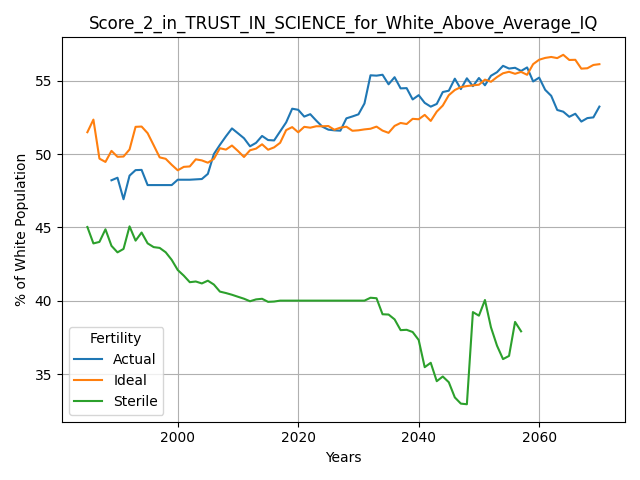 Score_2_in_TRUST_IN_SCIENCE_for_White_Above_Average_IQ
% of White Population
55
50
45
40
35
Fertility
Actual
Ideal
Sterile
2000
2020
2040
2060
Years